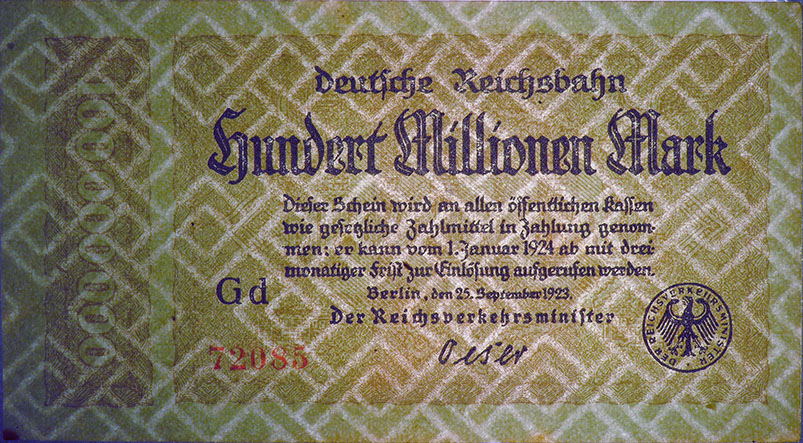 100000000
Deutsche Reichsbahn
Hundert Millionen Mark
Dieser Schein wird an allen öffentlichen Kassen
wie gesetzliche Zahlmittel in Zahlung genom-
men; er kann vom 1. Januar 1924 ab mit drei-
monatiger Frist zur Einlösung aufgerufen werden.
Berlin, den 25. September 1923.
Der Reichsverkehrsminister
Gd
72085
Oeser
DER REICHSVERKEHRSMINISTER